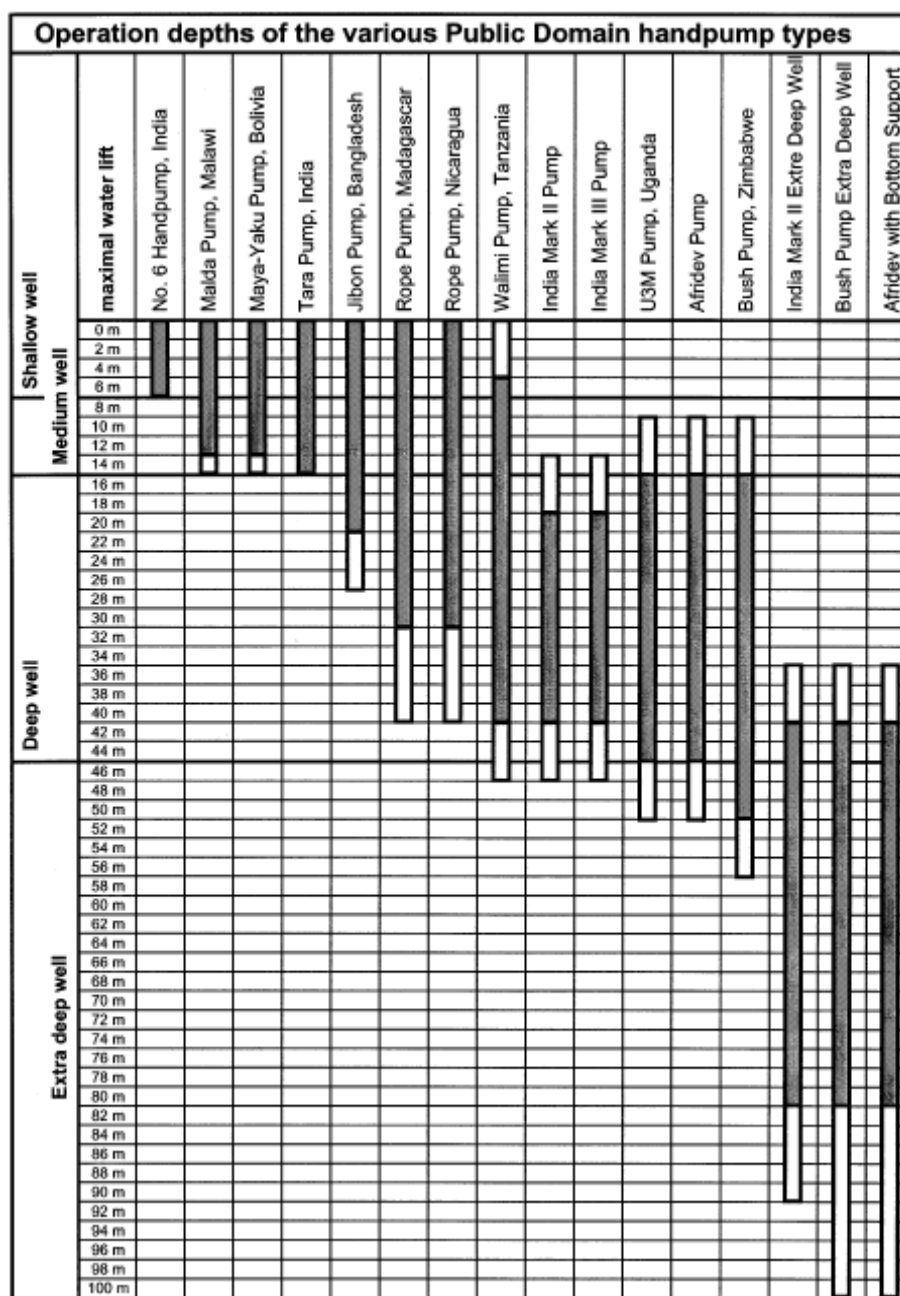 Operation depths of the various Public Domain handpump types
Shallow well
Medium well
Deep well
Extra deep well
maximal water lift
No. 6 Handpump, India
Malda Pump, Malawi
Maya-Yaku Pump, Bolivia
Tara Pump, India
Jibon Pump, Bangladesh
Rope Pump, Madagascar
Rope Pump, Nicaragua
Walimi Pump, Tanzania
India Mark II Pump
India Mark III Pump
U3M Pump, Uganda
Afridev Pump
Bush Pump, Zimbabwe
India Mark II Extre Deep Well
Bush Pump Extra Deep Well
Afridev with Bottom Support
0 m
2 m
4 m
6 m
8 m
10 m
12 m
14 m
16 m
18 m
20 m
22 m
24 m
26 m
28 m
30 m
32 m
34 m
36 m
38 m
40 m
42 m
44 m
46 m
48 m
50 m
52 m
54 m
56 m
58 m
60 m
62 m
64 m
66 m
68 m
70 m
72 m
74 m
76 m
78 m
80 m
82 m
84 m
86 m
88 m
90 m
92 m
94 m
96 m
98 m
100 m